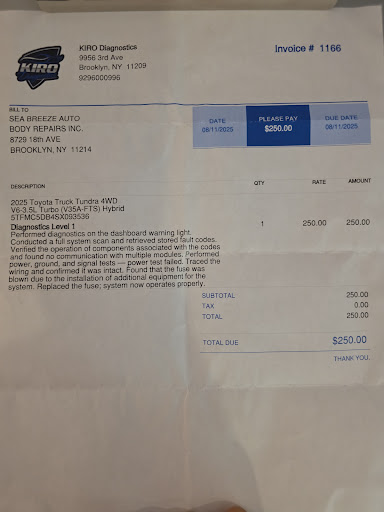 KIRO
KIRO Diagnostics
9956 3rd Ave
Brooklyn, NY 11209
9296000996
Invoice # 1166
BILL TO
SEA BREEZE AUTO
BODY REPAIRS INC.
8729 18th AVE
BROOKLYN, NY 11214
DATE
08/11/2025
PLEASE PAY
$250.00
DUE DATE
08/11/2025
DESCRIPTION QTY RATE AMOUNT
2025 Toyota Truck Tundra 4WD
V6-3.5L Turbo (V35A-FTS) Hybrid
5TFMC5DB4SX093536
Diagnostics Level 1 1 250.00 250.00
Performed diagnostics on the dashboard warning light.
Conducted a full system scan and retrieved stored fault codes.
Verified the operation of components associated with the codes
and found no communication with multiple modules. Performed
power, ground, and signal tests — power test failed. Traced the
wiring and confirmed it was intact. Found that the fuse was
blown due to the installation of additional equipment for the
system. Replaced the fuse; system now operates properly.
SUBTOTAL 250.00
TAX 0.00
TOTAL 250.00
TOTAL DUE $250.00
THANK YOU.